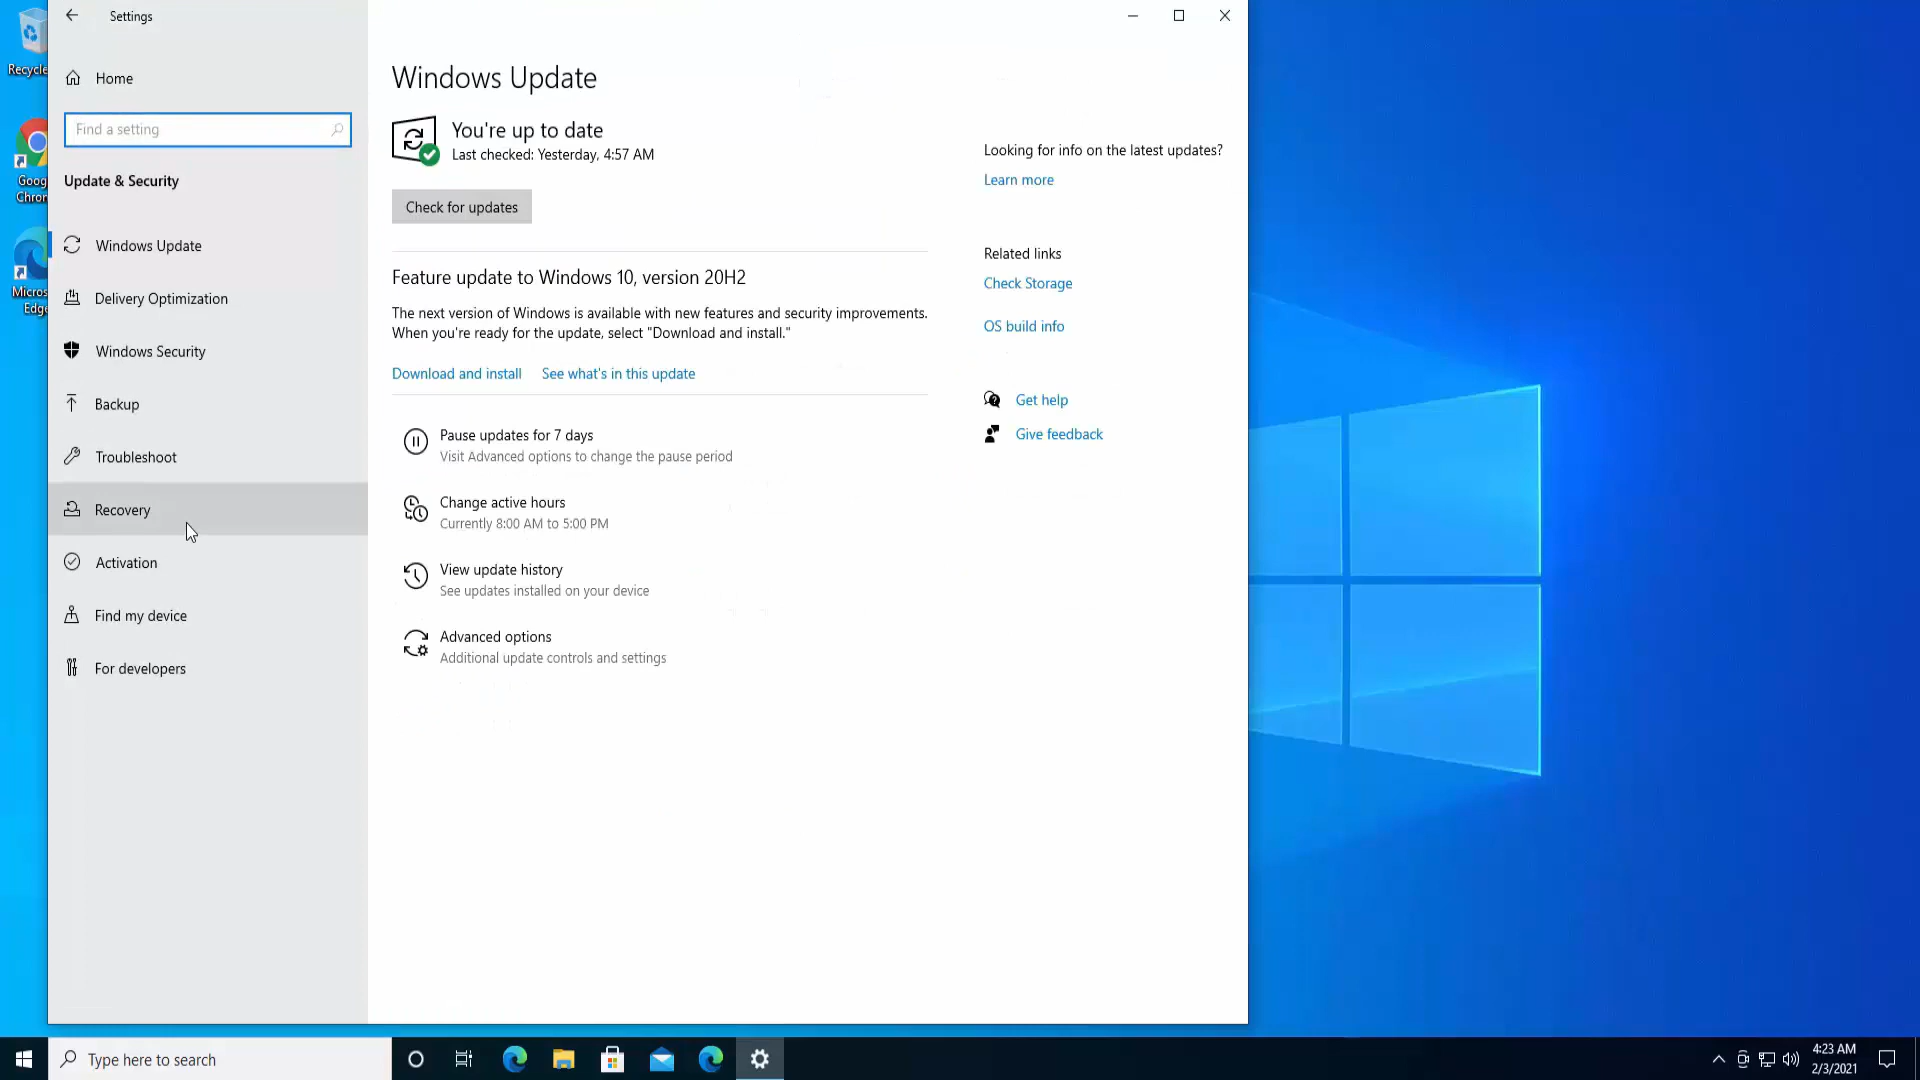 Settings
Home
Find a setting
Update & Security
Windows Update
Delivery Optimization
Windows Security
Backup
Troubleshoot
Recovery
Activation
Find my device
For developers
Windows Update
You're up to date
Last checked: Yesterday, 4:57 AM
Check for updates
Feature update to Windows 10, version 20H2
The next version of Windows is available with new features and security improvements.
When you're ready for the update, select "Download and install."
Download and install See what's in this update
Pause updates for 7 days
Visit Advanced options to change the pause period
Change active hours
Currently 8:00 AM to 5:00 PM
View update history
See updates installed on your device
Advanced options
Additional update controls and settings
Looking for info on the latest updates?
Learn more
Related links
Check Storage
OS build info
Get help
Give feedback
Recycle
Goog
Chron
Micros
Edge
Type here to search
4:23 AM
2/3/2021